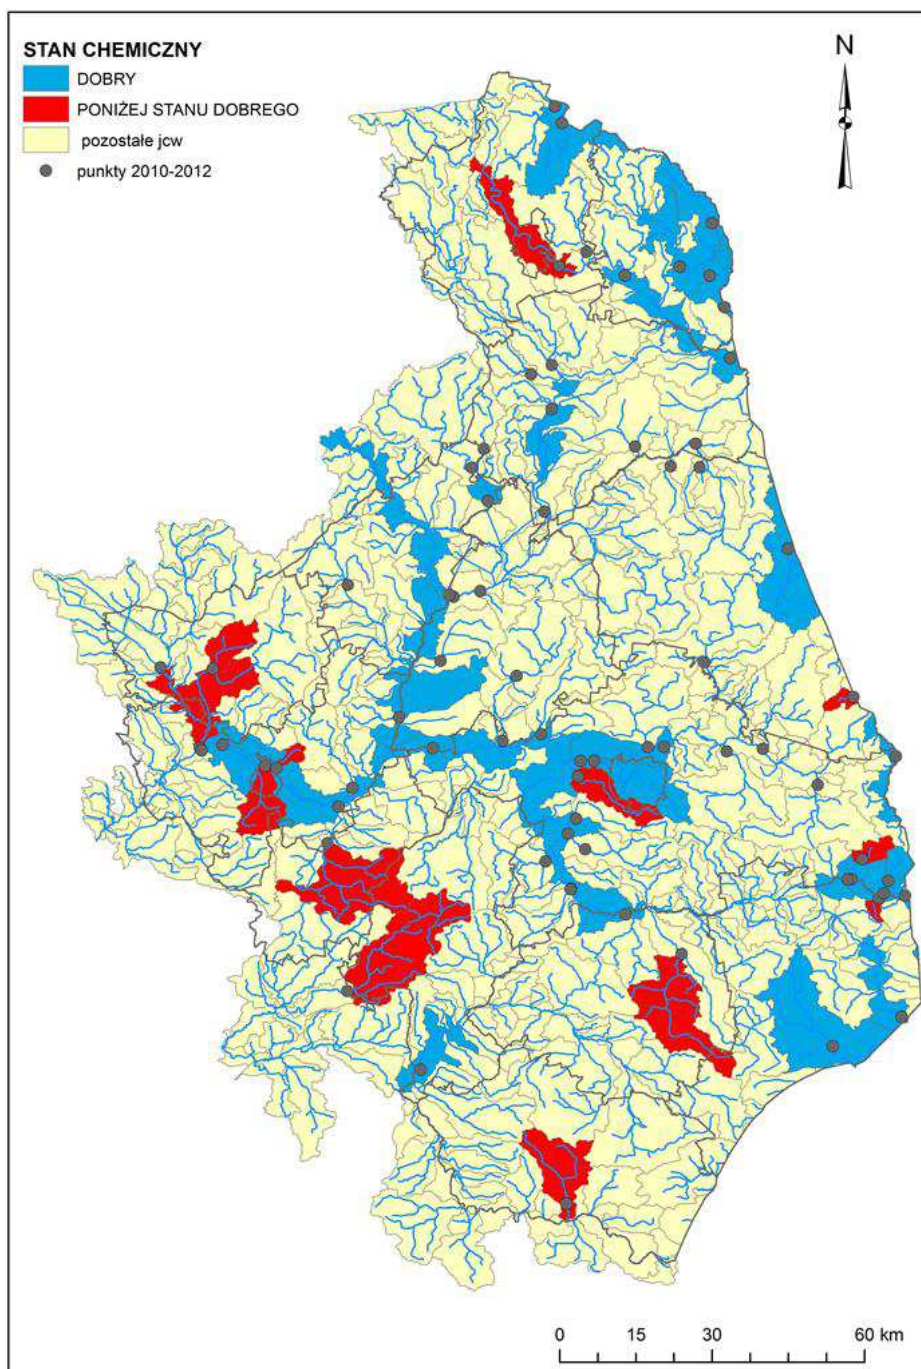 STAN CHEMICZNY
DOBRY
PONIŻEJ STANU DOBREGO
pozostałe jcw
punkty 2010-2012
N
0 15 30 60 km